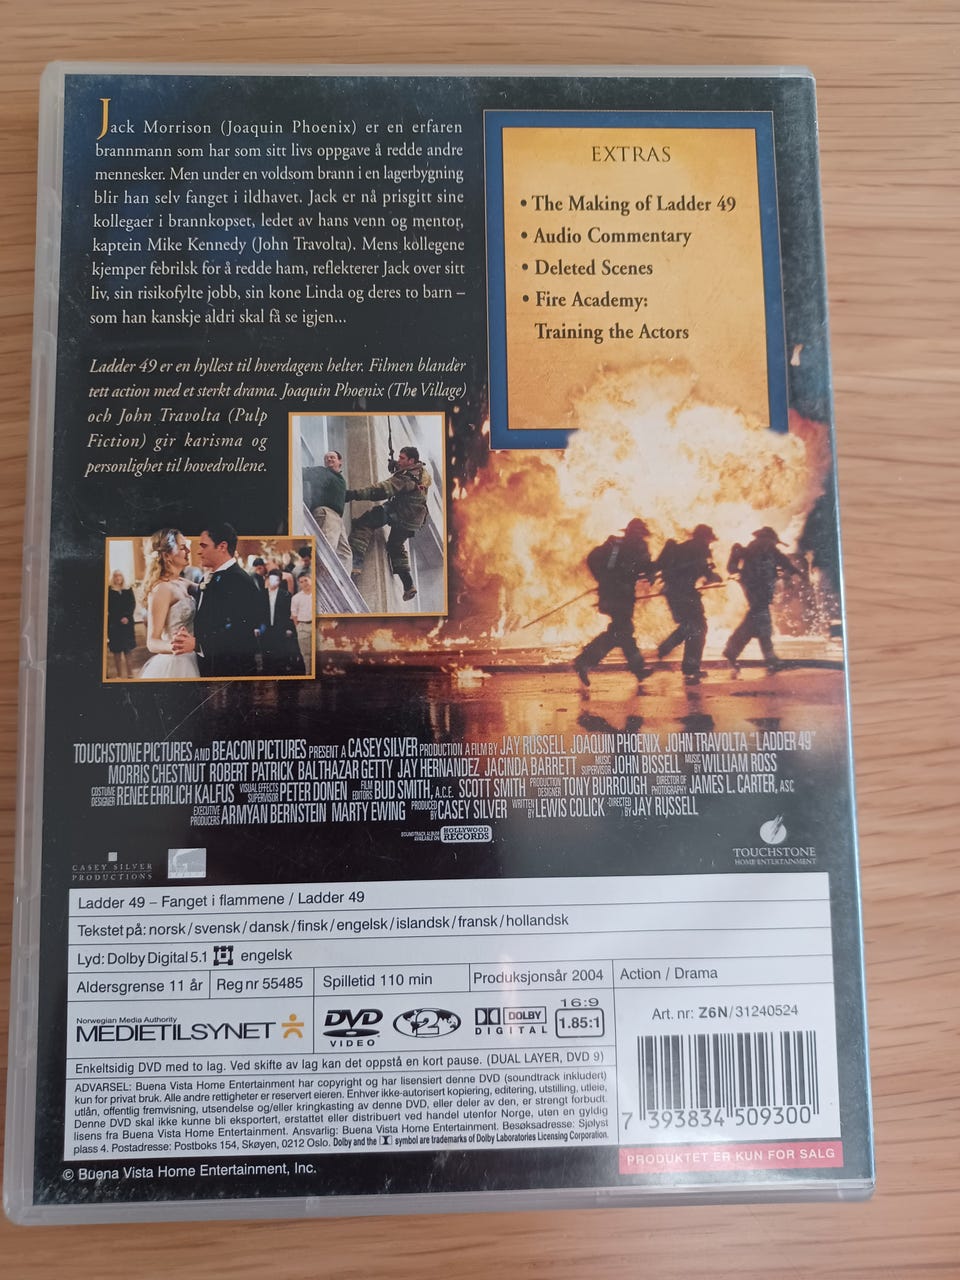 Jack Morrison (Joaquin Phoenix) er en erfaren
brannmann som har som sitt livs oppgave å redde andre
mennesker. Men under en voldsom brann i en lagerbygning
blir han selv fanget i ildhavet. Jack er nå prisgitt sine
kollegaer i brannkopset, ledet av hans venn og mentor,
kaptein Mike Kennedy (John Travolta). Mens kollegene
kjemper febrilsk for å redde ham, reflekterer Jack over sitt
liv, sin risikofylte jobb, sin kone Linda og deres to barn –
som han kanskje aldri skal få se igjen...
Ladder 49 er en hyllest til hverdagens helter. Filmen blander
tett action med et sterkt drama. Joaquin Phoenix (The Village)
och John Travolta (Pulp
Fiction) gir karisma og
personlighet til hovedrollene.
EXTRAS
• The Making of Ladder 49
• Audio Commentary
• Deleted Scenes
• Fire Academy:
Training the Actors
TOUCHSTONE PICTURES AND BEACON PICTURES PRESENT A CASEY SILVER PRODUCTION A FILM BY JAY RUSSELL JOAQUIN PHOENIX JOHN TRAVOLTA "LADDER 49"
MORRIS CHESTNUT ROBERT PATRICK BALTHAZAR GETTY JAY HERNANDEZ JACINDA BARRETT MUSIC SUPERVISOR JOHN BISSELL MUSIC BY WILLIAM ROSS
COSTUME DESIGNER RENEÉ EHRLICH KALFUS VISUAL EFFECTS SUPERVISOR PETER DONEN FILM EDITORS BUD SMITH, A.C.E. SCOTT SMITH PRODUCTION DESIGNER TONY BURROUGH DIRECTOR OF PHOTOGRAPHY JAMES L. CARTER, ASC
EXECUTIVE PRODUCERS ARMYAN BERNSTEIN MARTY EWING PRODUCED BY CASEY SILVER WRITTEN BY LEWIS COLICK DIRECTED BY JAY RUSSELL
SOUNDTRACK ALBUM AVAILABLE ON HOLLYWOOD RECORDS
CASEY SILVER
PRODUCTIONS
TOUCHSTONE
HOME ENTERTAINMENT
Ladder 49 – Fanget i flammene / Ladder 49
Tekstet på: norsk/svensk/dansk/finsk/engelsk/islandsk/fransk/hollandsk
Lyd: Dolby Digital 5.1 engelsk
Aldersgrense 11 år Reg nr 55485 Spilletid 110 min Produksjonsår 2004 Action / Drama
Norwegian Media Authority
MEDIETILSYNET
DVD
VIDEO
2
DOLBY
DIGITAL
16:9
1.85:1
Art. nr: Z6N/31240524
Enkeltsidig DVD med to lag. Ved skifte av lag kan det oppstå en kort pause. (DUAL LAYER, DVD 9)
ADVARSEL: Buena Vista Home Entertainment har copyright og har lisensiert denne DVD (soundtrack inkludert)
kun for privat bruk. Alle andre rettigheter er reservert eieren. Enhver ikke-autorisert kopiering, editering, utstilling, utleie,
utlån, offentlig fremvisning, utsendelse og/eller kringkasting av denne DVD, eller deler av den, er strengt forbudt.
Denne DVD skal ikke kunne bli eksportert, erstattet eller distribuert ved handel utenfor Norge, uten en gyldig
lisens fra Buena Vista Home Entertainment. Ansvarlig: Buena Vista Home Entertainment. Besøksadresse: Sjølyst
plass 4. Postadresse: Postboks 154, Skøyen, 0212 Oslo. Dolby and the symbol are trademarks of Dolby Laboratories Licensing Corporation.
7 393834 509300
PRODUKTET ER KUN FOR SALG
© Buena Vista Home Entertainment, Inc.